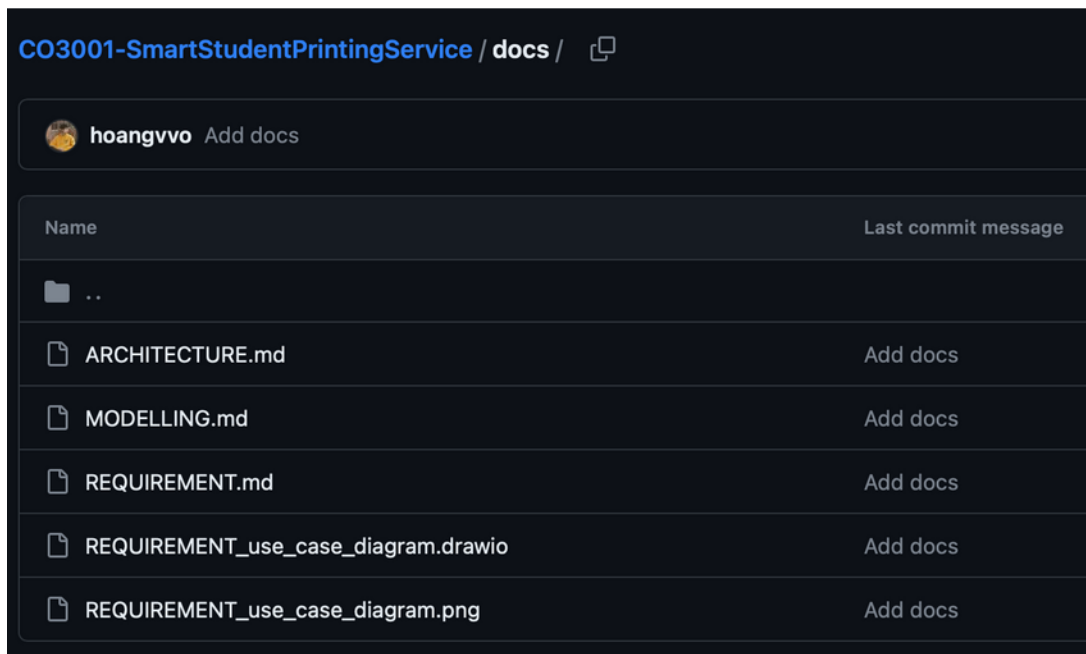 CO3001-SmartStudentPrintingService / docs /
hoangvvo Add docs
Name Last commit message
..
ARCHITECTURE.md Add docs
MODELLING.md Add docs
REQUIREMENT.md Add docs
REQUIREMENT_use_case_diagram.drawio Add docs
REQUIREMENT_use_case_diagram.png Add docs